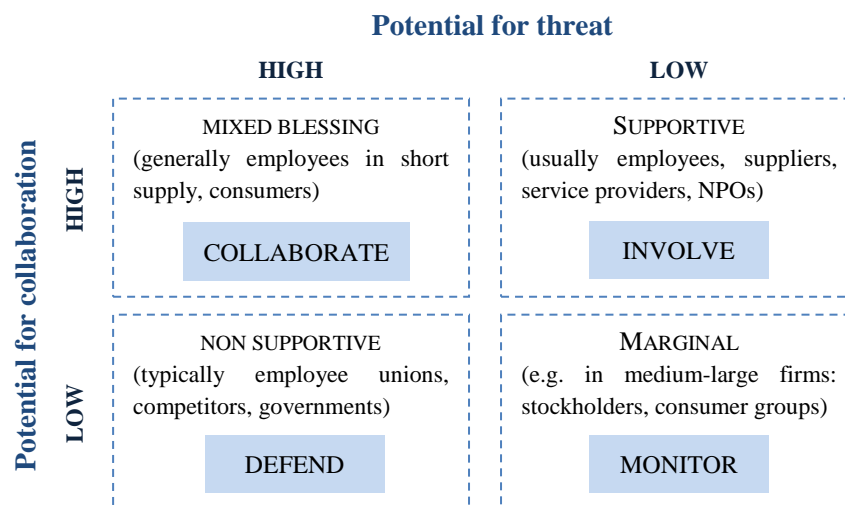 Potential for threat
HIGH
LOW
Potential for collaboration
HIGH
MIXED BLESSING
(generally employees in short
supply, consumers)
COLLABORATE
SUPPORTIVE
(usually employees, suppliers,
service providers, NPOs)
INVOLVE
LOW
NON SUPPORTIVE
(typically employee unions,
competitors, governments)
DEFEND
MARGINAL
(e.g. in medium-large firms:
stockholders, consumer groups)
MONITOR